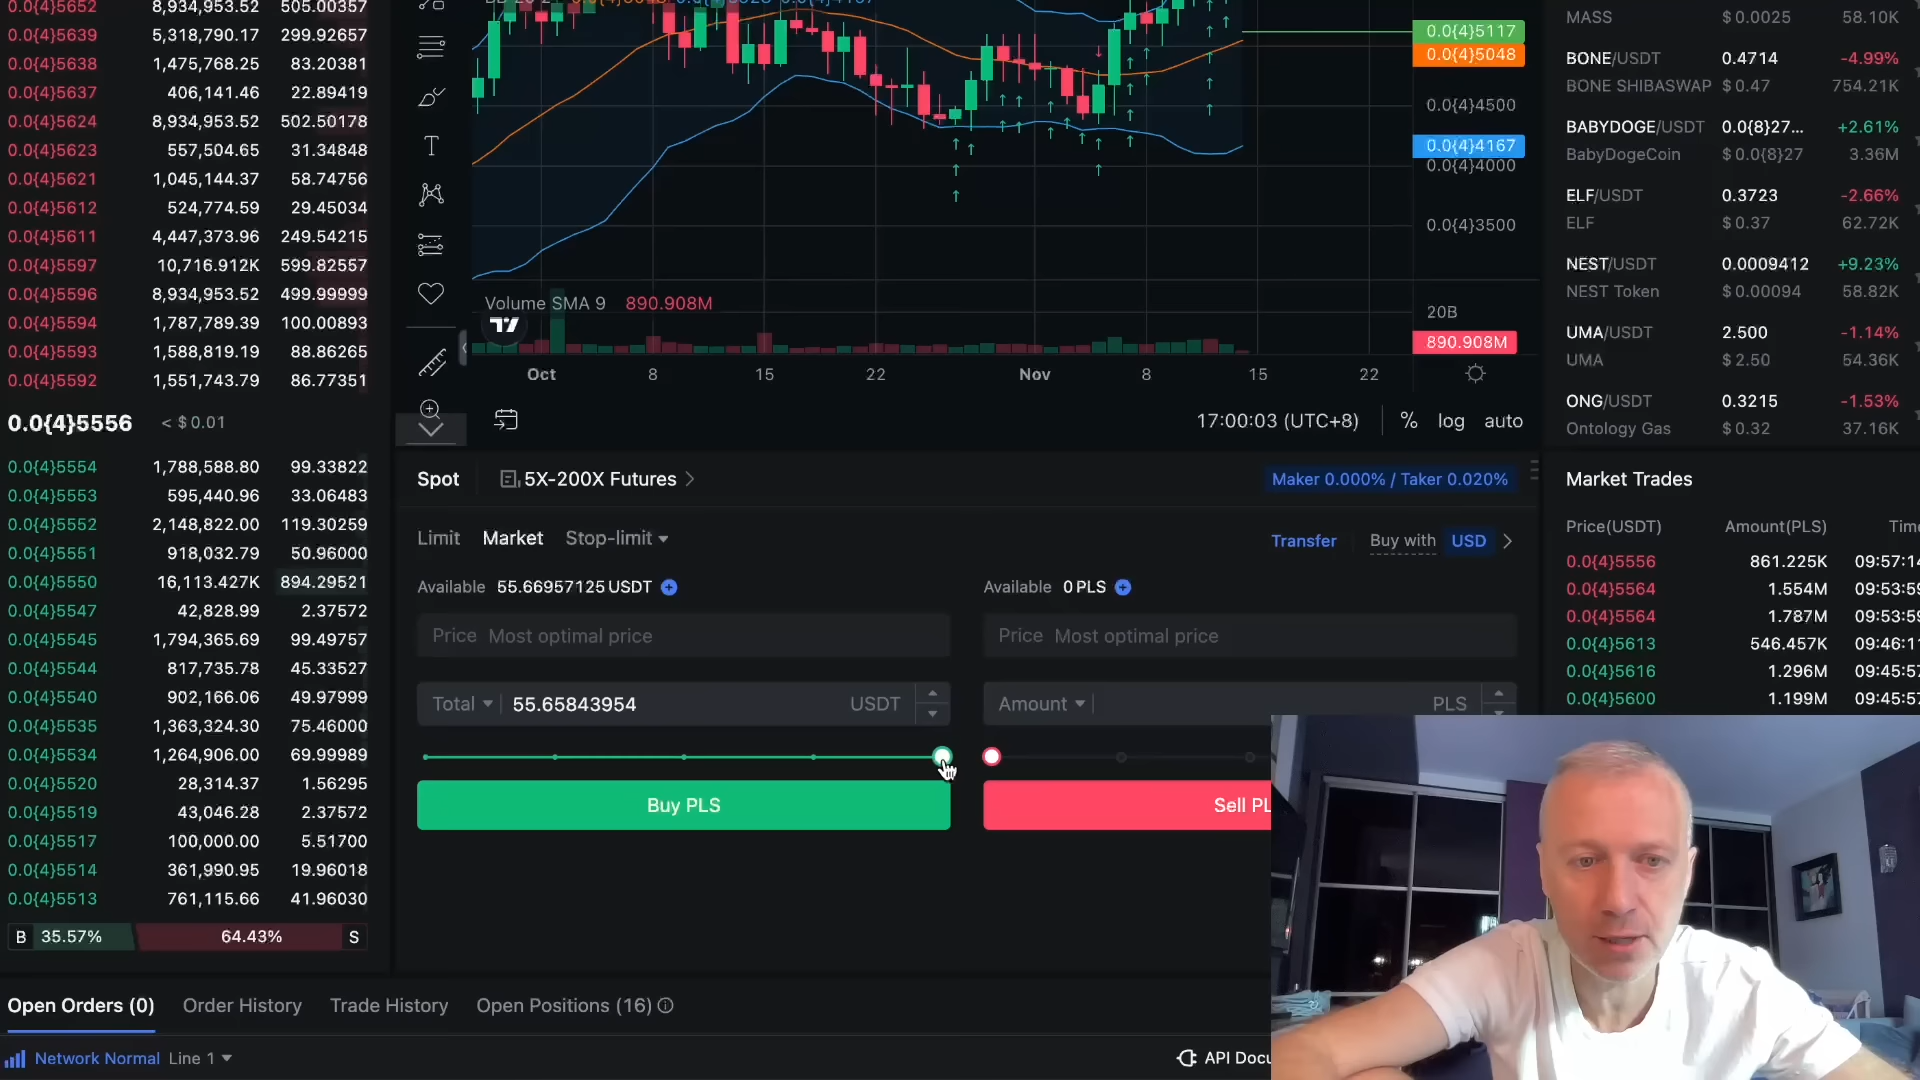 0.0{4}5652 8,934,953.52 505.00357
0.0{4}5639 5,318,790.17 299.92657
0.0{4}5638 1,475,768.25 83.20381
0.0{4}5637 406,141.46 22.89419
0.0{4}5624 8,934,953.52 502.50178
0.0{4}5623 557,504.65 31.34848
0.0{4}5621 1,045,144.37 58.74756
0.0{4}5612 524,774.59 29.45034
0.0{4}5611 4,447,373.96 249.54215
0.0{4}5597 10,716.912K 599.82557
0.0{4}5596 8,934,953.52 499.99999
0.0{4}5594 1,787,789.39 100.00893
0.0{4}5593 1,588,819.19 88.86265
0.0{4}5592 1,551,743.79 86.77351
0.0{4}5556 < $ 0.01
0.0{4}5554 1,788,588.80 99.33822
0.0{4}5553 595,440.96 33.06483
0.0{4}5552 2,148,822.00 119.30259
0.0{4}5551 918,032.79 50.96000
0.0{4}5550 16,113.427K 894.29521
0.0{4}5547 42,828.99 2.37572
0.0{4}5545 1,794,365.69 99.49757
0.0{4}5544 817,735.78 45.33527
0.0{4}5540 902,166.06 49.97999
0.0{4}5535 1,363,324.30 75.46000
0.0{4}5534 1,264,906.00 69.99989
0.0{4}5520 28,314.37 1.56295
0.0{4}5519 43,046.28 2.37572
0.0{4}5517 100,000.00 5.51700
0.0{4}5514 361,990.95 19.96018
0.0{4}5513 761,115.66 41.96030
B 35.57% 64.43% S
0.0{4}5117
0.0{4}5048
0.0{4}4500
0.0{4}4167
0.0{4}4000
0.0{4}3500
Volume SMA 9 890.908M
20B
890.908M
Oct 8 15 22 Nov 8 15 22
17:00:03 (UTC+8) % log auto
Spot 5X-200X Futures > Maker 0.000% / Taker 0.020%
Limit Market Stop-limit Transfer Buy with USD >
Available 55.66957125 USDT Available 0 PLS
Price Most optimal price Price Most optimal price
Total 55.65843954 USDT Amount PLS
Buy PLS Sell PL
MASS $ 0.0025 58.10K
BONE/USDT 0.4714 -4.99%
BONE SHIBASWAP $ 0.47 754.21K
BABYDOGE/USDT 0.0{8}27... +2.61%
BabyDogeCoin $ 0.0{8}27 3.36M
ELF/USDT 0.3723 -2.66%
ELF $ 0.37 62.72K
NEST/USDT 0.0009412 +9.23%
NEST Token $ 0.00094 58.82K
UMA/USDT 2.500 -1.14%
UMA $ 2.50 54.36K
ONG/USDT 0.3215 -1.53%
Ontology Gas $ 0.32 37.16K
Market Trades
Price(USDT) Amount(PLS) Time
0.0{4}5556 861.225K 09:57:14
0.0{4}5564 1.554M 09:53:59
0.0{4}5564 1.787M 09:53:59
0.0{4}5613 546.457K 09:46:11
0.0{4}5616 1.296M 09:45:57
0.0{4}5600 1.199M 09:45:57
Open Orders (0) Order History Trade History Open Positions (16)
Network Normal Line 1 API Docu